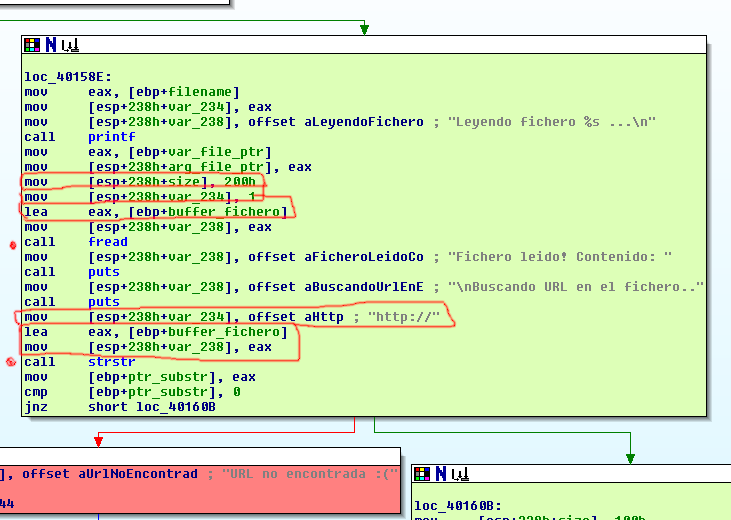 loc_40158E:
mov eax, [ebp+filename]
mov [esp+238h+var_234], eax
mov [esp+238h+var_238], offset aLeyendoFichero ; "Leyendo fichero %s ...\n"
call printf
mov eax, [ebp+var_file_ptr]
mov [esp+238h+arg_file_ptr], eax
mov [esp+238h+size], 200h
mov [esp+238h+var_234], 1
lea eax, [ebp+buffer_fichero]
mov [esp+238h+var_238], eax
call fread
mov [esp+238h+var_238], offset aFicheroLeidoCo ; "Fichero leido! Contenido: "
call puts
mov [esp+238h+var_238], offset aBuscandoUrlEnE ; "\nBuscando URL en el fichero.."
call puts
mov [esp+238h+var_234], offset aHttp ; "http://"
lea eax, [ebp+buffer_fichero]
mov [esp+238h+var_238], eax
call strstr
mov [ebp+ptr_substr], eax
cmp [ebp+ptr_substr], 0
jnz short loc_40160B
], offset aUrlNoEncontrad ; "URL no encontrada :("
44
loc_40160B: